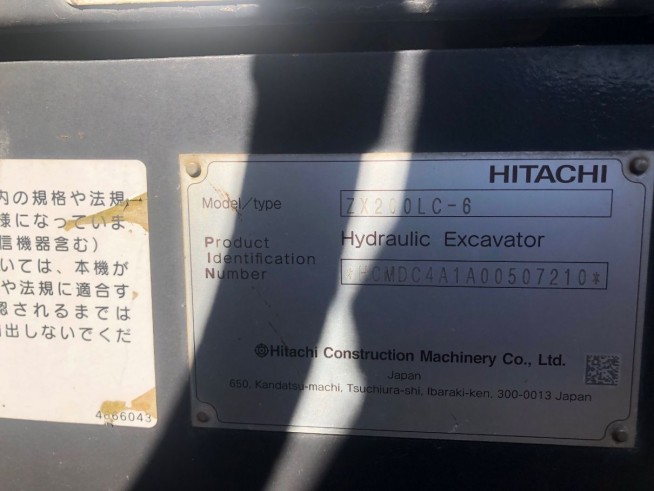 内の規格や法規
様になっていま
信機器含む)
いては、本機が
や法規に適合す
認されるまでは
出しないでくだ
4666043
HITACHI
Model/type ZX200LC-6
Hydraulic Excavator
Product
Identification
Number *HCMDC4A1A00507210*
Hitachi Construction Machinery Co., Ltd.
Japan
650, Kandatsu-machi, Tsuchiura-shi, Ibaraki-ken, 300-0013 Japan